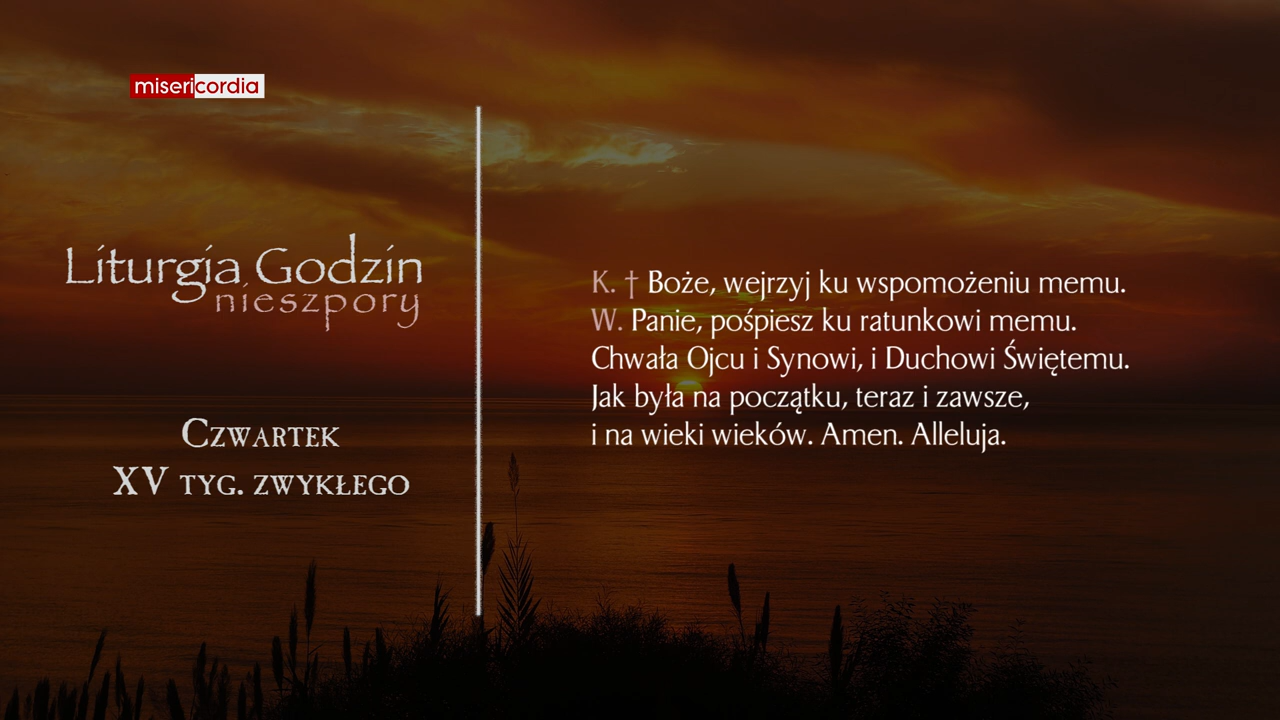 misericordia
Liturgia Godzin
nieszpory
Czwartek
XV tyg. zwykłego
K. † Boże, wejrzyj ku wspomożeniu memu.
W. Panie, pośpiesz ku ratunkowi memu.
Chwała Ojcu i Synowi, i Duchowi Świętemu.
Jak była na początku, teraz i zawsze,
i na wieki wieków. Amen. Alleluja.